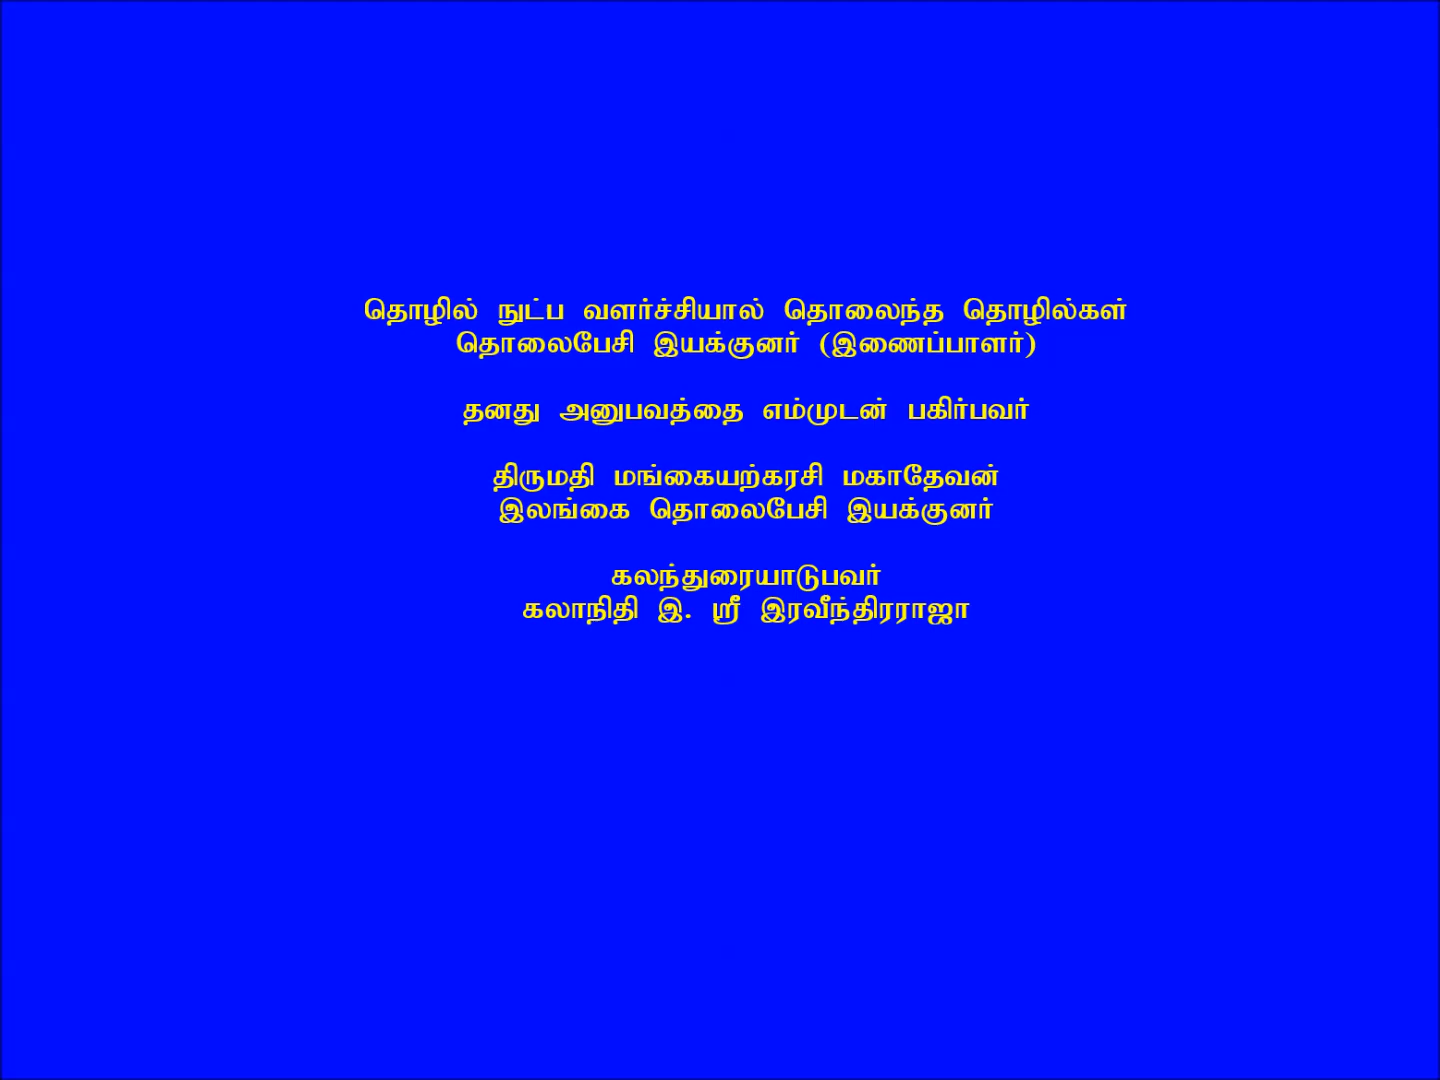 தொழில் நுட்ப வளர்ச்சியால் தொலைந்த தொழில்கள்
தொலைபேசி இயக்குனர் (இணைப்பாளர்)
தனது அனுபவத்தை எம்முடன் பகிர்பவர்
திருமதி மங்கையற்கரசி மகாதேவன்
இலங்கை தொலைபேசி இயக்குனர்
கலந்துரையாடுபவர்
கலாநிதி இ. ஸ்ரீ இரவீந்திரராஜா